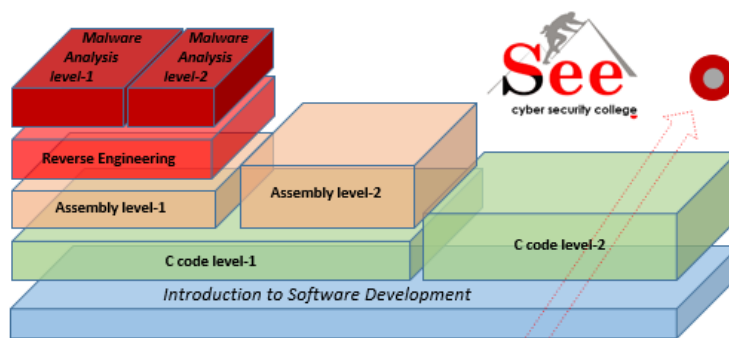 Malware
Analysis
level-1
Malware
Analysis
level-2
See
cyber security college
Reverse Engineering
Assembly level-1
Assembly level-2
C code level-1
C code level-2
Introduction to Software Development